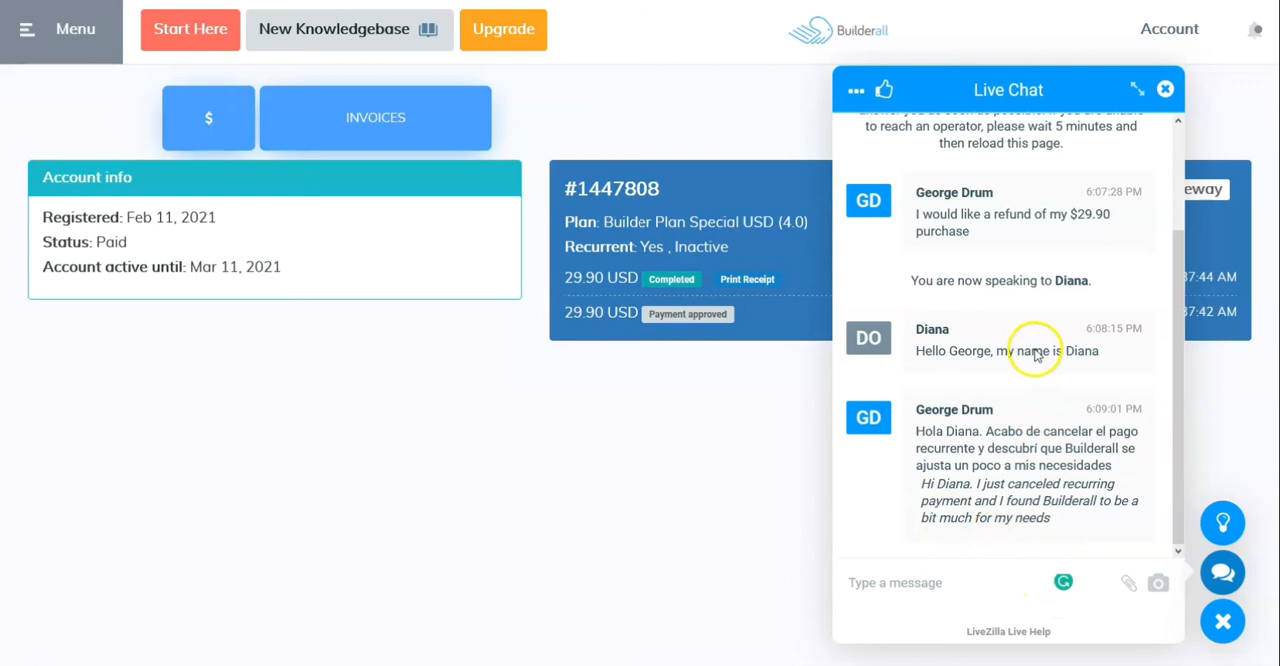 Menu
Start Here
New Knowledgebase
Upgrade
Builderall
Account
$
INVOICES
Account info
Registered: Feb 11, 2021
Status: Paid
Account active until: Mar 11, 2021
#1447808
Plan: Builder Plan Special USD (4.0)
Recurrent: Yes , Inactive
29.90 USD Completed Print Receipt
29.90 USD Payment approved
eway
37:44 AM
37:42 AM
Live Chat
to reach an operator, please wait 5 minutes and
then reload this page.
GD
George Drum 6:07:28 PM
I would like a refund of my $29.90
purchase
You are now speaking to Diana.
DO
Diana 6:08:15 PM
Hello George, my name is Diana
GD
George Drum 6:09:01 PM
Hola Diana. Acabo de cancelar el pago
recurrente y descubrí que Builderall se
ajusta un poco a mis necesidades
Hi Diana. I just canceled recurring
payment and I found Builderall to be a
bit much for my needs
Type a message
LiveZilla Live Help